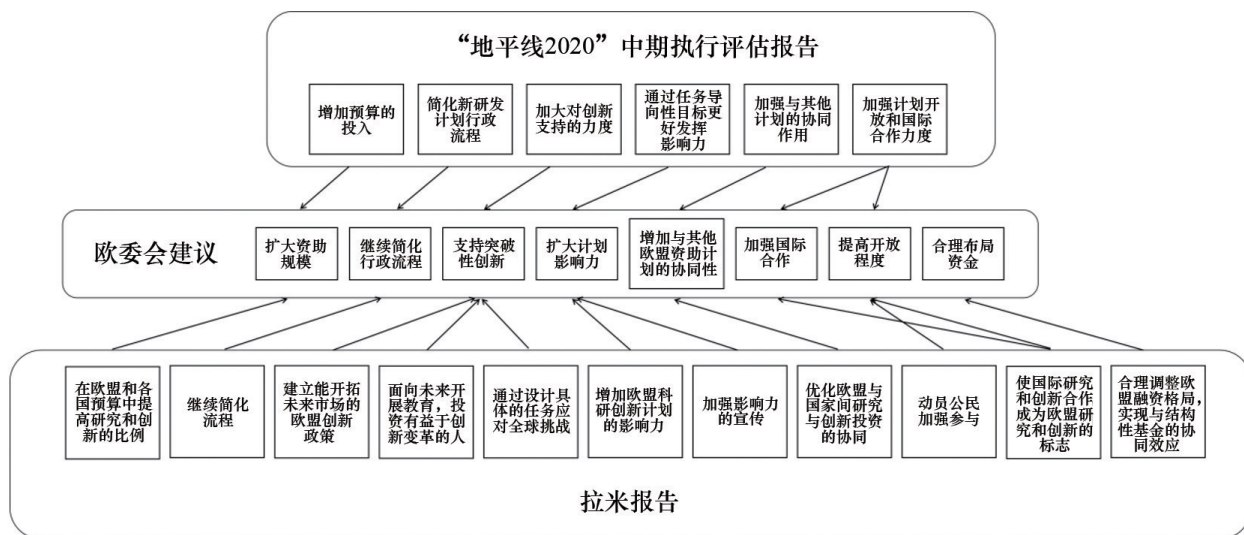 “地平线2020”中期执行评估报告
增加预算的
投入
简化新研发
计划行政
流程
加大对创新
支持的力度
通过任务导
向性目标更
好发挥
影响力
加强与其他
计划的协同
作用
加强计划开
放和国际
合作力度
欧委会建议
扩大资助
规模
继续简化
行政流程
支持突破
性创新
扩大计划
影响力
增加与其他
欧盟资助计
划的协同性
加强国际
合作
提高开放
程度
合理布局
资金
在欧盟和各
国预算中提
高研究和创
新的比例
继续简化
流程
建立能开拓
未来市场的
欧盟创新
政策
面向未来开
展教育，投
资有益于创
新变革的人
通过设计具
体的任务应
对全球挑战
增加欧盟科
研创新计划
的影响力
加强影响力
的宣传
优化欧盟与
国家间研究
与创新投资
的协同
动员公民
加强参与
使国际研究
和创新合作
成为欧盟研
究和创新的
标志
合理调整欧
盟融资格局，
实现与结构
性基金的协
同效应
拉米报告